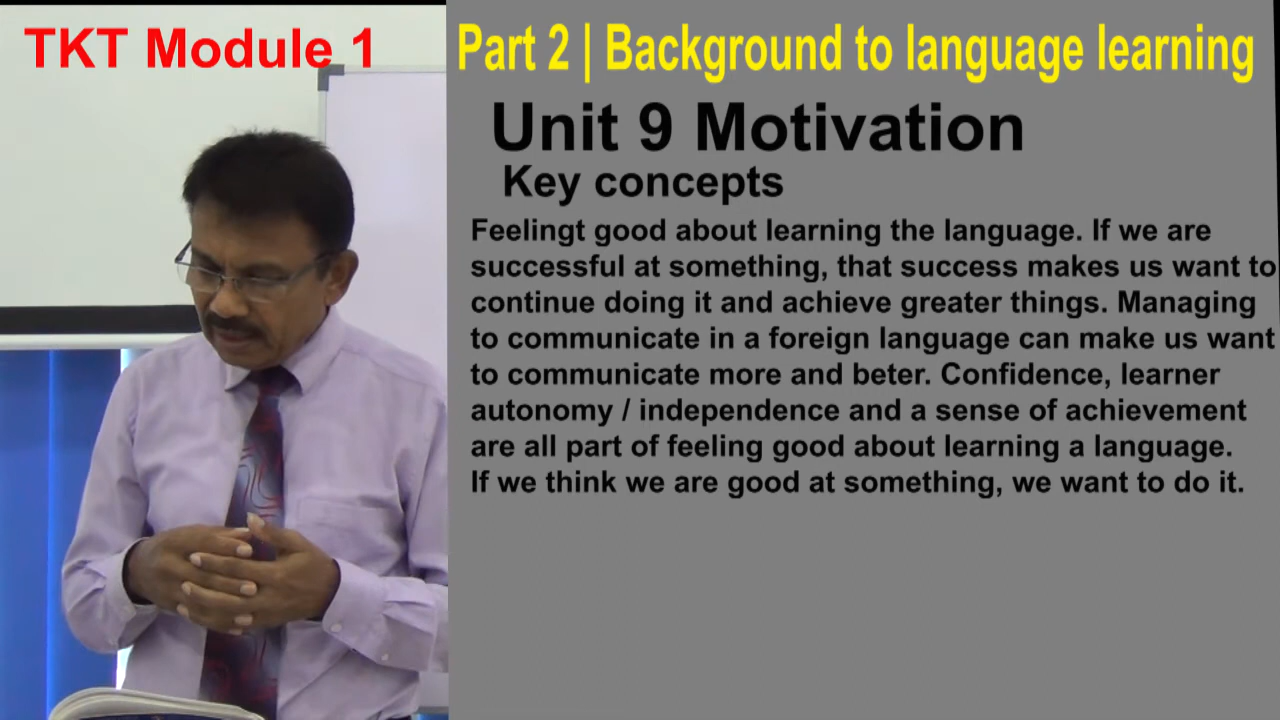 TKT Module 1
Part 2 | Background to language learning
Unit 9 Motivation
Key concepts
Feelingt good about learning the language. If we are
successful at something, that success makes us want to
continue doing it and achieve greater things. Managing
to communicate in a foreign language can make us want
to communicate more and beter. Confidence, learner
autonomy / independence and a sense of achievement
are all part of feeling good about learning a language.
If we think we are good at something, we want to do it.